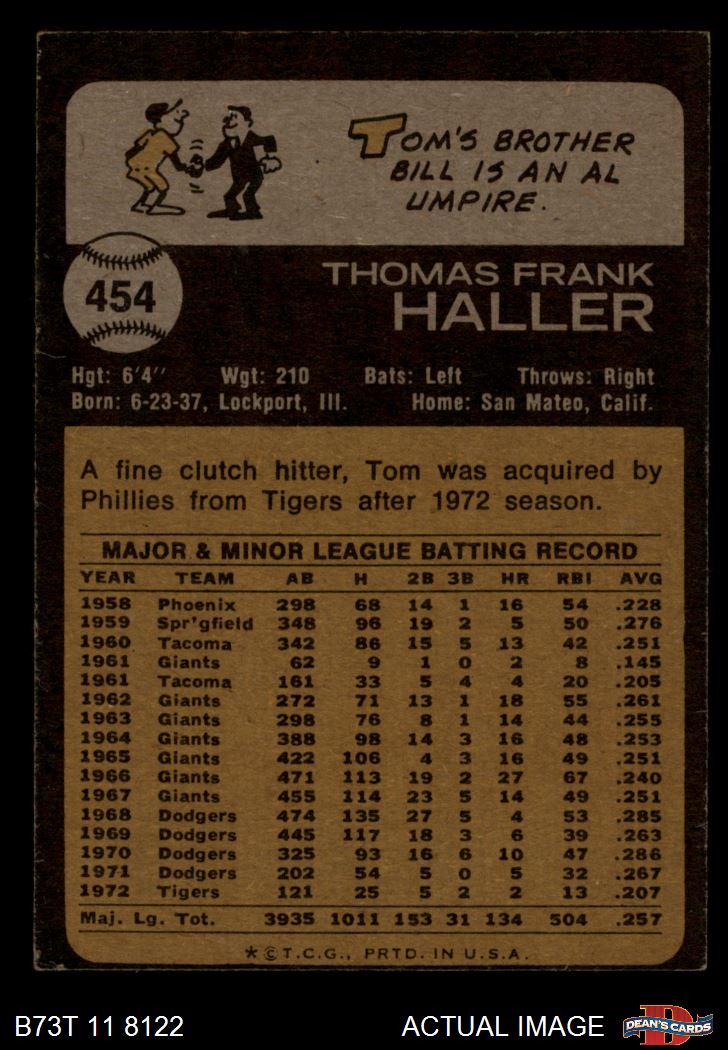 TOM'S BROTHER
BILL IS AN AL
UMPIRE.
454
THOMAS FRANK
HALLER
Hgt: 6'4" Wgt: 210 Bats: Left Throws: Right
Born: 6-23-37, Lockport, Ill. Home: San Mateo, Calif.
A fine clutch hitter, Tom was acquired by
Phillies from Tigers after 1972 season.
MAJOR & MINOR LEAGUE BATTING RECORD
YEAR TEAM AB H 2B 3B HR RBI AVG
1958 Phoenix 298 68 14 1 16 54 .228
1959 Spr'gfield 348 96 19 2 5 50 .276
1960 Tacoma 342 86 15 5 13 42 .251
1961 Giants 62 9 1 0 2 8 .145
1961 Tacoma 161 33 5 4 4 20 .205
1962 Giants 272 71 13 1 18 55 .261
1963 Giants 298 76 8 1 14 44 .255
1964 Giants 388 98 14 3 16 48 .253
1965 Giants 422 106 4 3 16 49 .251
1966 Giants 471 113 19 2 27 67 .240
1967 Giants 455 114 23 5 14 49 .251
1968 Dodgers 474 135 27 5 4 53 .285
1969 Dodgers 445 117 18 3 6 39 .263
1970 Dodgers 325 93 16 6 10 47 .286
1971 Dodgers 202 54 5 0 5 32 .267
1972 Tigers 121 25 5 2 2 13 .207
Maj. Lg. Tot. 3935 1011 153 31 134 504 .257
*©T.C.G., PRTD. IN U.S.A.
B73T 11 8122 ACTUAL IMAGE DEAN'S CARDS